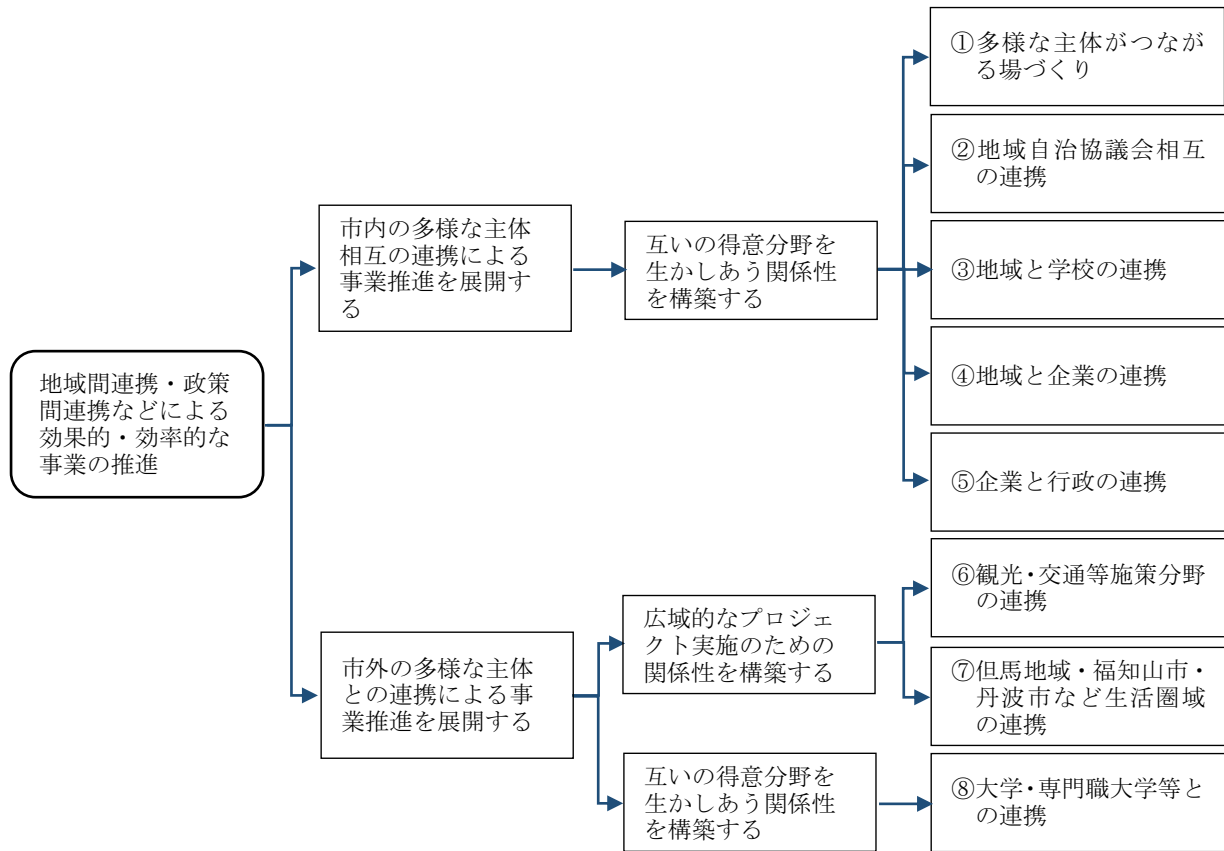 地域間連携・政策
間連携などによる
効果的・効率的な
事業の推進
市内の多様な主体
相互の連携による
事業推進を展開す
る
互いの得意分野を
生かしあう関係性
を構築する
①多様な主体がつなが
る場づくり
②地域自治協議会相互
の連携
③地域と学校の連携
④地域と企業の連携
⑤企業と行政の連携
市外の多様な主体
との連携による事
業推進を展開する
広域的なプロジェ
クト実施のための
関係性を構築する
⑥観光・交通等施策分野
の連携
⑦但馬地域・福知山市・
丹波市など生活圏域
の連携
互いの得意分野を
生かしあう関係性
を構築する
⑧大学・専門職大学等と
の連携